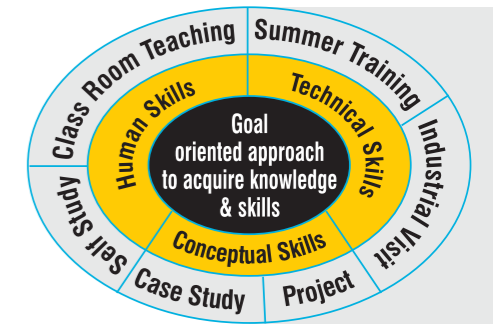 Class Room Teaching
Summer Training
Human Skills
Technical Skills
Goal
oriented approach
to acquire knowledge
& skills
Industrial Visit
Self Study
Conceptual Skills
Case Study
Project